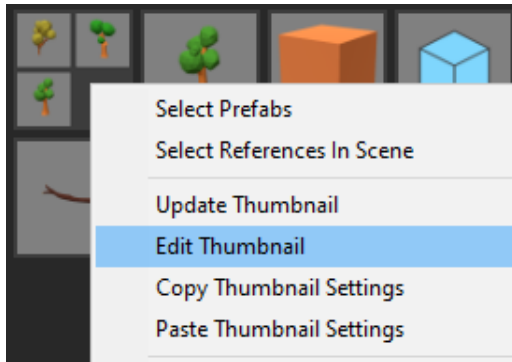 Select Prefabs
Select References In Scene
Update Thumbnail
Edit Thumbnail
Copy Thumbnail Settings
Paste Thumbnail Settings